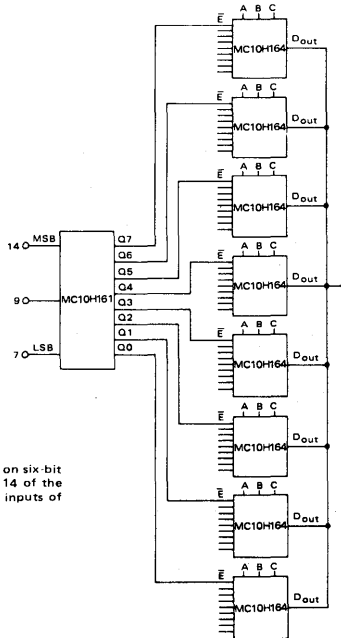 A B C
E
MC10H164
Dout
A B C
E
MC10H164
Dout
A B C
E
MC10H164
Dout
14 MSB
9
7 LSB
MC10H161
Q7
Q6
Q5
Q4
Q3
Q2
Q1
Q0
A B C
E
MC10H164
Dout
A B C
E
MC10H164
Dout
A B C
E
MC10H164
Dout
on six-bit
14 of the
inputs of
A B C
E
MC10H164
Dout
A B C
E
MC10H164
Dout